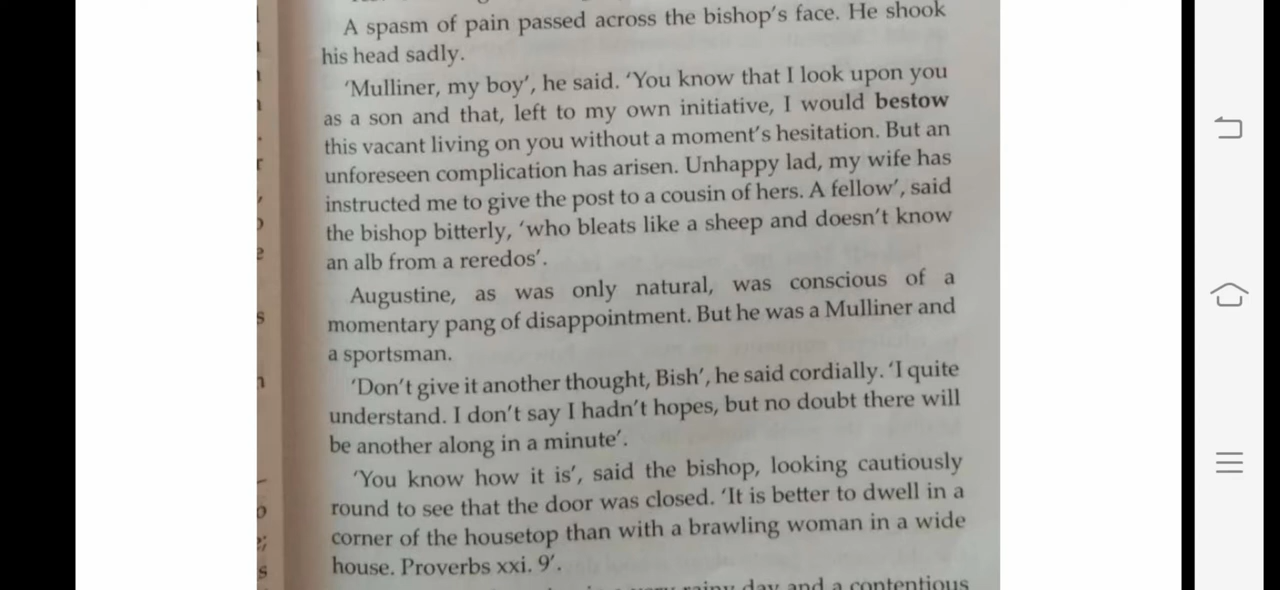 A spasm of pain passed across the bishop's face. He shook
his head sadly.
'Mulliner, my boy', he said. 'You know that I look upon you
as a son and that, left to my own initiative, I would bestow
this vacant living on you without a moment's hesitation. But an
unforeseen complication has arisen. Unhappy lad, my wife has
instructed me to give the post to a cousin of hers. A fellow', said
the bishop bitterly, 'who bleats like a sheep and doesn't know
an alb from a reredos'.
Augustine, as was only natural, was conscious of a
momentary pang of disappointment. But he was a Mulliner and
a sportsman.
'Don't give it another thought, Bish', he said cordially. 'I quite
understand. I don't say I hadn't hopes, but no doubt there will
be another along in a minute'.
'You know how it is', said the bishop, looking cautiously
round to see that the door was closed. 'It is better to dwell in a
corner of the housetop than with a brawling woman in a wide
house. Proverbs xxi. 9'.
rainy day and a contentious